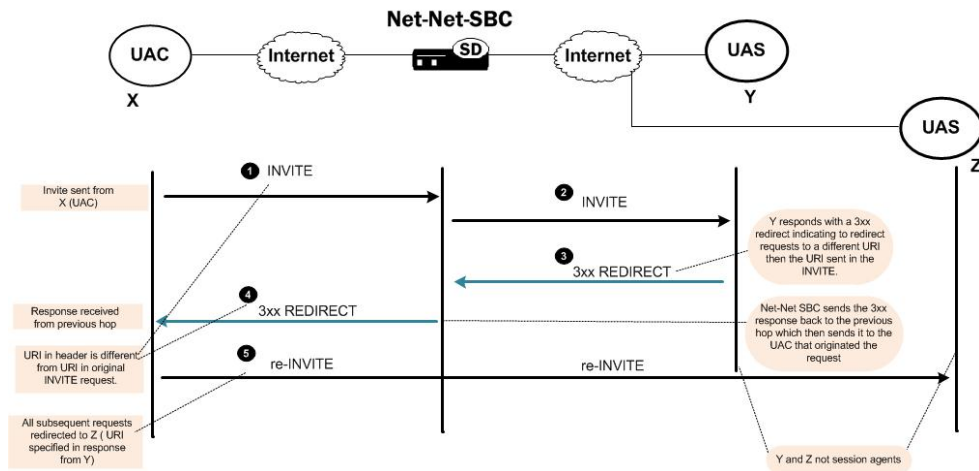 Net-Net-SBC
UAC
Internet
SD
Internet
UAS
X
Y
UAS
Z
1 INVITE
Invite sent from
X (UAC)
2 INVITE
Y responds with a 3xx
redirect indicating to redirect
requests to a different URI
then the URI sent in the
INVITE.
3
3xx REDIRECT
4
3xx REDIRECT
Response received
from previous hop
Net-Net SBC sends the 3xx
response back to the previous
hop which then sends it to the
UAC that originated the
request
URI in header is different
from URI in original
INVITE request.
5
re-INVITE
re-INVITE
All subsequent requests
redirected to Z ( URI
specified in response
from Y)
Y and Z not session agents